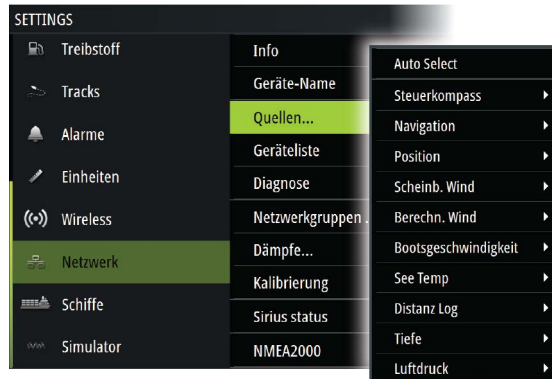 SETTINGS
Treibstoff
Tracks
Alarme
Einheiten
Wireless
Netzwerk
Schiffe
Simulator
Info
Geräte-Name
Quellen...
Geräteliste
Diagnose
Netzwerkgruppen .
Dämpfe...
Kalibrierung
Sirius status
NMEA2000
Auto Select
Steuerkompass
Navigation
Position
Scheinb. Wind
Berechn. Wind
Bootsgeschwindigkeit
See Temp
Distanz Log
Tiefe
Luftdruck